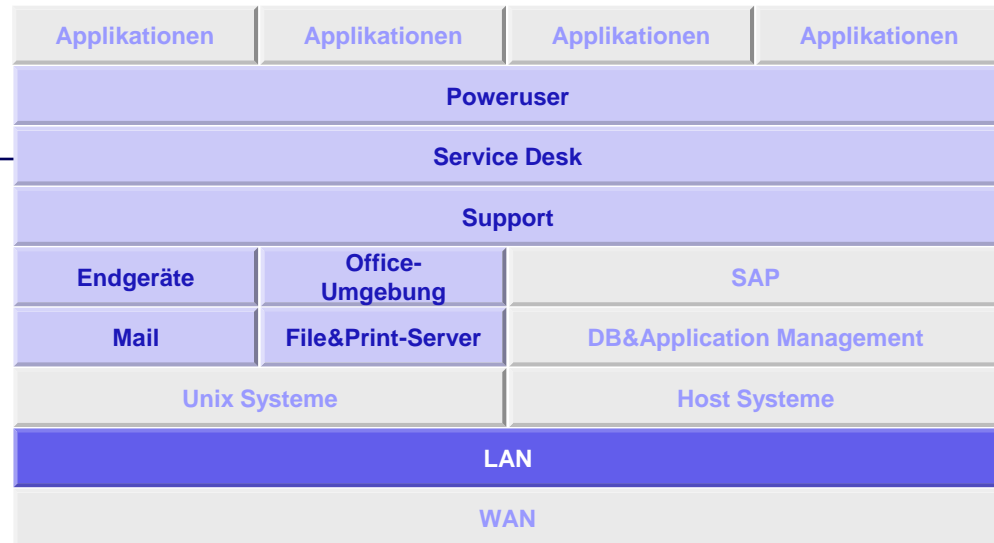 Applikationen Applikationen Applikationen Applikationen
Poweruser
Service Desk
Support
Endgeräte
Office-
Umgebung
SAP
Mail File&Print-Server DB&Application Management
Unix Systeme Host Systeme
LAN
WAN